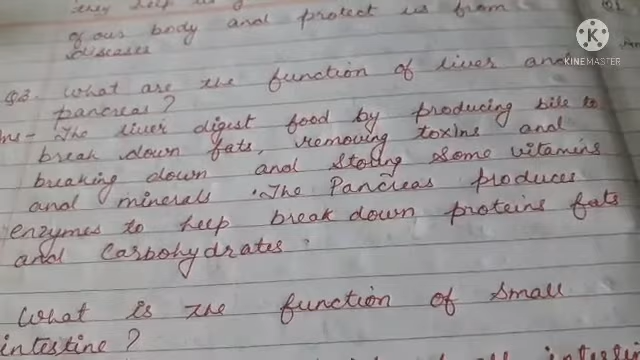 they help
of our body and protect us from
diseases
Q3. What are the function of liver and
pancreas?
Ans - The liver digest food by producing bile to
break down fats, removing toxins and
breaking down and storing some vitamins
and minerals. The Pancreas produces
enzymes to help break down proteins fats
and carbohydrates.
What is the function of small
intestine?
KINEMASTER